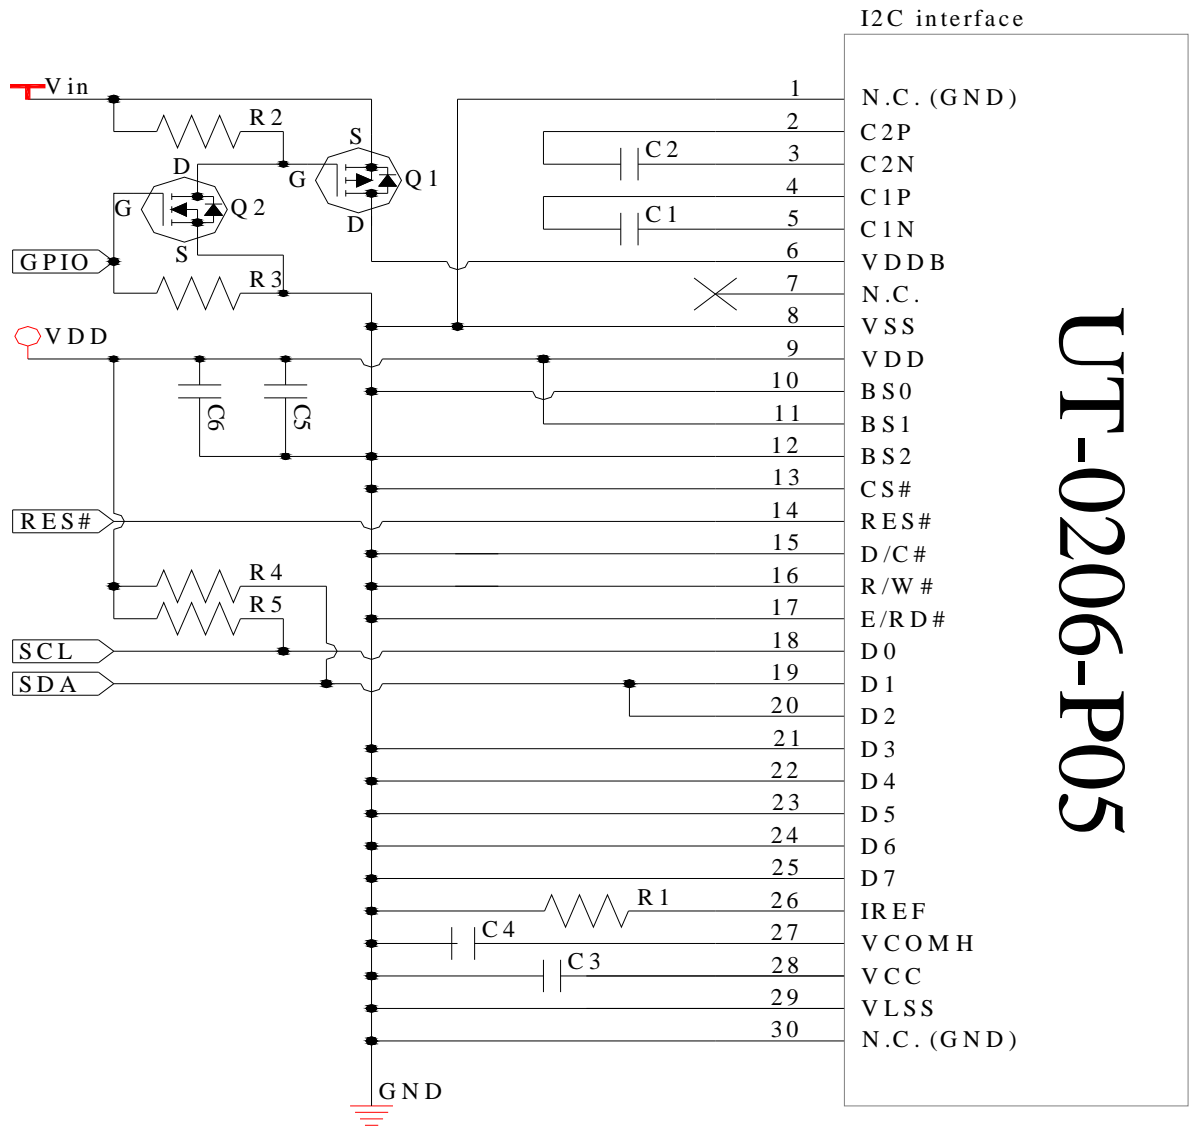 I2C interface
Vin
R2
S
G
Q1
D
D
G
Q2
S
GPIO
R3
VDD
C6
C5
RES#
R4
R5
SCL
SDA
C2
C1
R1
C4
C3
GND
1 N.C. (GND)
2 C2P
3 C2N
4 C1P
5 C1N
6 VDDB
7 N.C.
8 VSS
9 VDD
10 BS0
11 BS1
12 BS2
13 CS#
14 RES#
15 D/C#
16 R/W#
17 E/RD#
18 D0
19 D1
20 D2
21 D3
22 D4
23 D5
24 D6
25 D7
26 IREF
27 VCOMH
28 VCC
29 VLSS
30 N.C. (GND)
UT-0206-P05